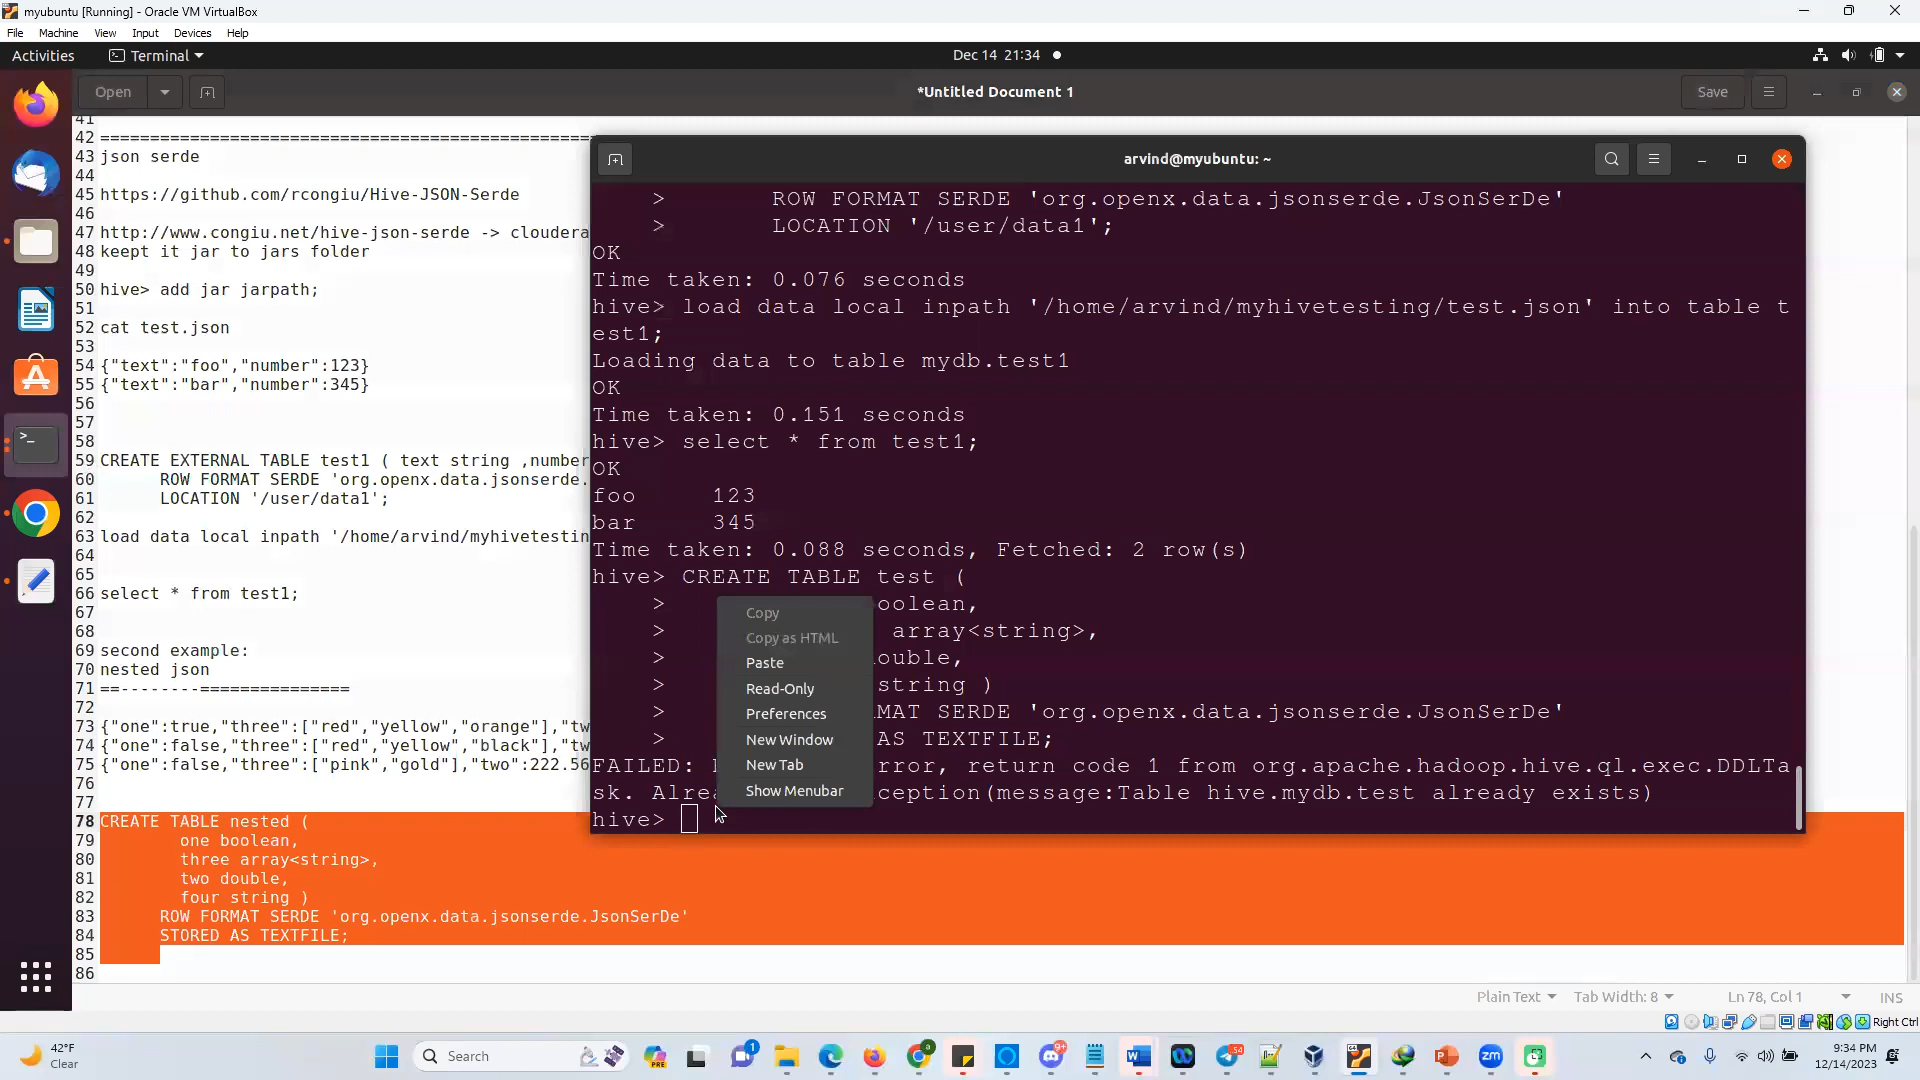 myubuntu [Running] - Oracle VM VirtualBox
File Machine View Input Devices Help
Activities Terminal Dec 14 21:34
Open *Untitled Document 1 Save
41
42 ==================================================
43 json serde
44
45 https://github.com/rcongiu/Hive-JSON-Serde
46
47 http://www.congiu.net/hive-json-serde -> cloudera
48 keept it jar to jars folder
49
50 hive> add jar jarpath;
51
52 cat test.json
53
54 {"text":"foo","number":123}
55 {"text":"bar","number":345}
56
57
58
59 CREATE EXTERNAL TABLE test1 ( text string ,number
60 ROW FORMAT SERDE 'org.openx.data.jsonserde.
61 LOCATION '/user/data1';
62
63 load data local inpath '/home/arvind/myhivetestin
64
65
66 select * from test1;
67
68
69 second example:
70 nested json
71 ==--------===============
72
73 {"one":true,"three":["red","yellow","orange"],"tw
74 {"one":false,"three":["red","yellow","black"],"tw
75 {"one":false,"three":["pink","gold"],"two":222.56
76
77
78 CREATE TABLE nested (
79 one boolean,
80 three array<string>,
81 two double,
82 four string )
83 ROW FORMAT SERDE 'org.openx.data.jsonserde.JsonSerDe'
84 STORED AS TEXTFILE;
85
86
arvind@myubuntu: ~
> ROW FORMAT SERDE 'org.openx.data.jsonserde.JsonSerDe'
> LOCATION '/user/data1';
OK
Time taken: 0.076 seconds
hive> load data local inpath '/home/arvind/myhivetesting/test.json' into table t
est1;
Loading data to table mydb.test1
OK
Time taken: 0.151 seconds
hive> select * from test1;
OK
foo 123
bar 345
Time taken: 0.088 seconds, Fetched: 2 row(s)
hive> CREATE TABLE test (
> oolean,
> array<string>,
> ouble,
> string )
> MAT SERDE 'org.openx.data.jsonserde.JsonSerDe'
> AS TEXTFILE;
FAILED: rror, return code 1 from org.apache.hadoop.hive.ql.exec.DDLTa
sk. Alrea ception(message:Table hive.mydb.test already exists)
hive>
Copy
Copy as HTML
Paste
Read-Only
Preferences
New Window
New Tab
Show Menubar
Plain Text Tab Width: 8 Ln 78, Col 1 INS
Right Ctrl
42°F
Clear
Search
9:34 PM
12/14/2023